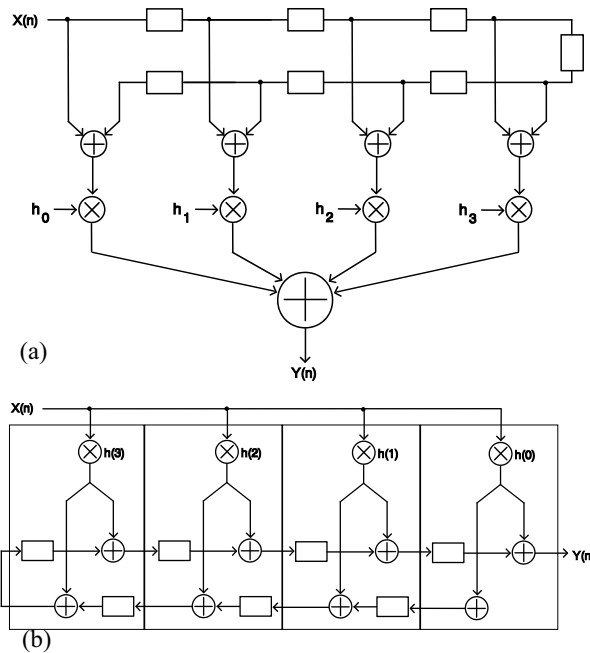 X(n)
h0 h1 h2 h3
Y(n)
(a)
X(n)
h(3) h(2) h(1) h(0)
Y(n
(b)